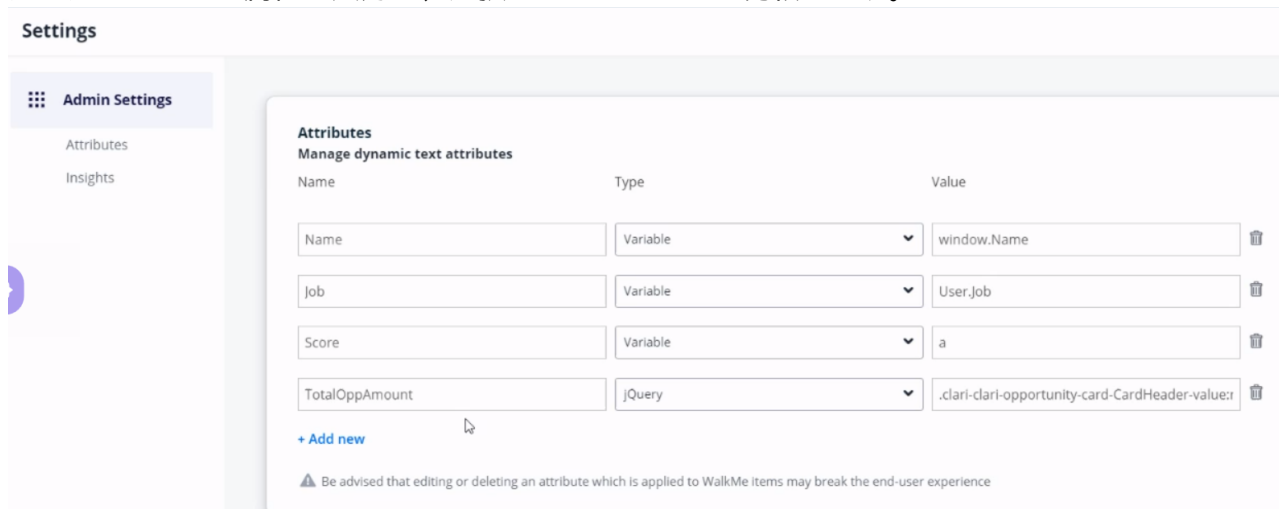 Settings
Admin Settings
Attributes
Insights
Attributes
Manage dynamic text attributes
Name Type Value
Name Variable window.Name
Job Variable User.Job
Score Variable a
TotalOppAmount jQuery .clari-clari-opportunity-card-CardHeader-value:r
+ Add new
Be advised that editing or deleting an attribute which is applied to WalkMe items may break the end-user experience